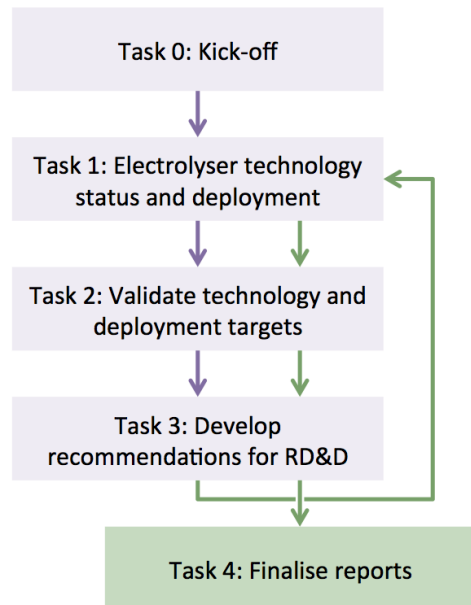 Task 0: Kick-off
Task 1: Electrolyser technology
status and deployment
Task 2: Validate technology and
deployment targets
Task 3: Develop
recommendations for RD&D
Task 4: Finalise reports